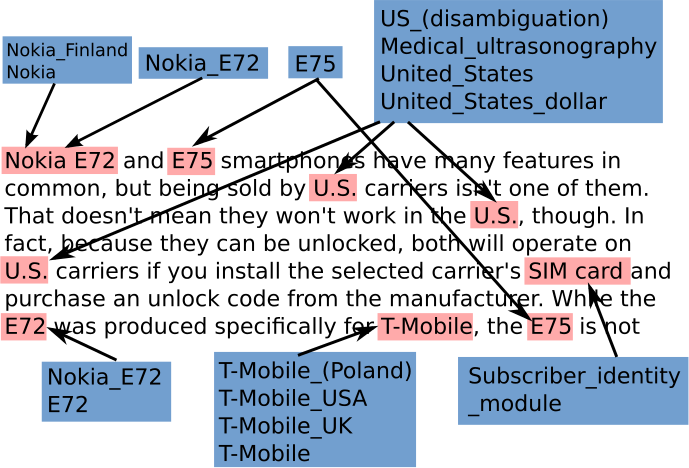 US_(disambiguation)
Medical_ultrasonography
United_States
United_States_dollar
Nokia_Finland
Nokia
Nokia_E72
E75
Nokia E72 and E75 smartphones have many features in
common, but being sold by U.S. carriers isn't one of them.
That doesn't mean they won't work in the U.S., though. In
fact, because they can be unlocked, both will operate on
U.S. carriers if you install the selected carrier's SIM card and
purchase an unlock code from the manufacturer. While the
E72 was produced specifically for T-Mobile, the E75 is not
Nokia_E72
E72
T-Mobile_(Poland)
T-Mobile_USA
T-Mobile_UK
T-Mobile
Subscriber_identity
_module